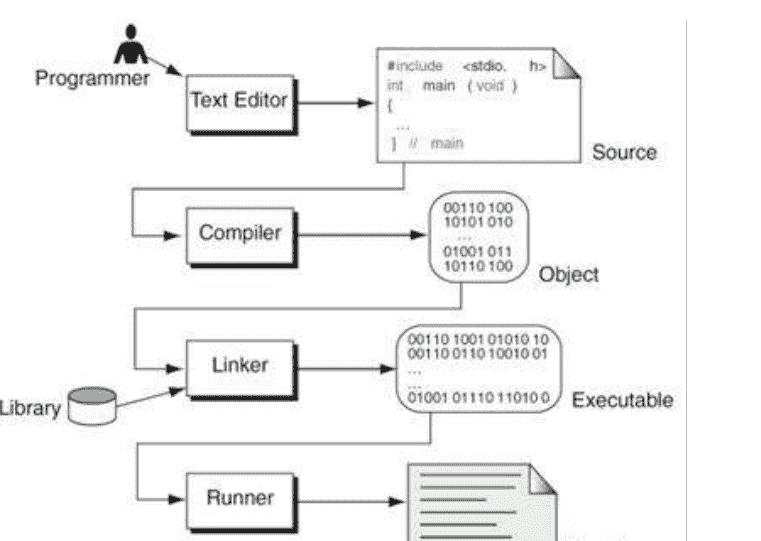 Programmer
Text Editor
#include <stdio. h>
int main (void)
{
...
} // main
Source
Compiler
00110 100
10101 010
...
01001 011
10110 100
Object
Linker
Library
00110 1001 01010 10
00110 0110 10010 01
...
...
01001 01110 11010 0
Executable
Runner